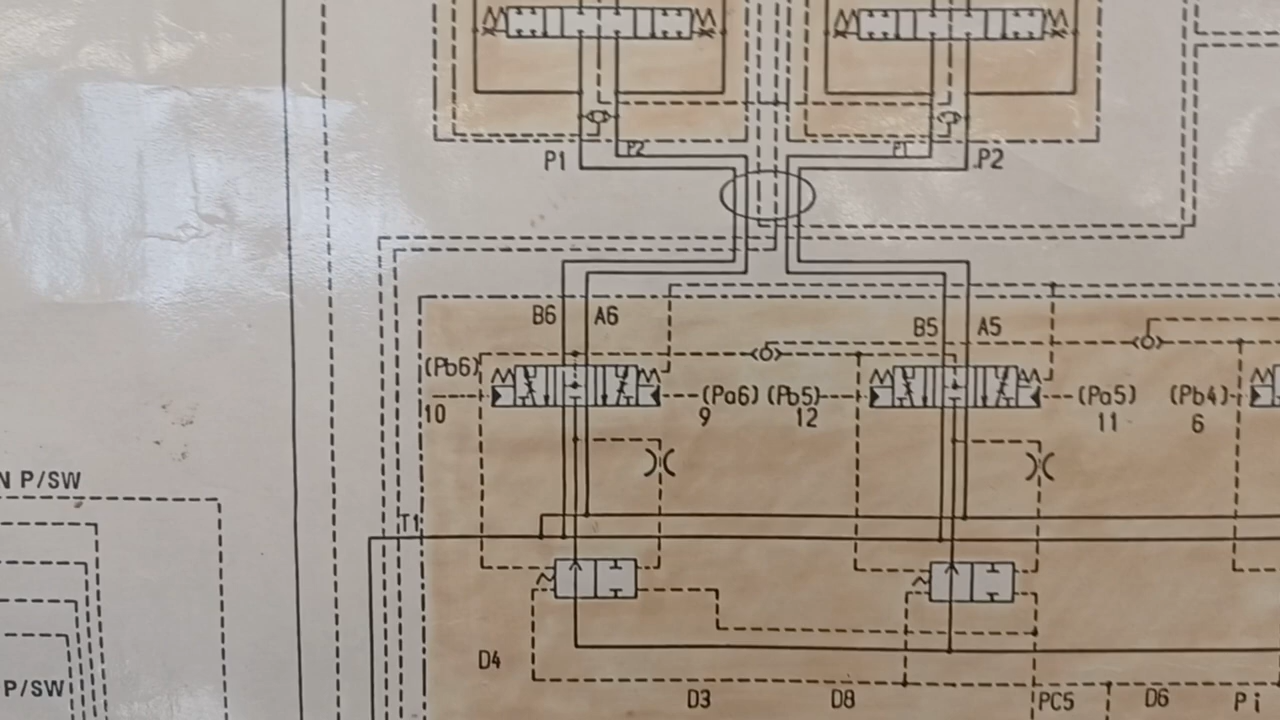 P1 P2 P1 P2
B6 A6 B5 A5
(Pb6)
10 (Pa6) (Pb5) (Pa5) (Pb4)
9 12 11 6
N P/SW
T1
D4
P/SW D3 D8 PC5 D6 Pi